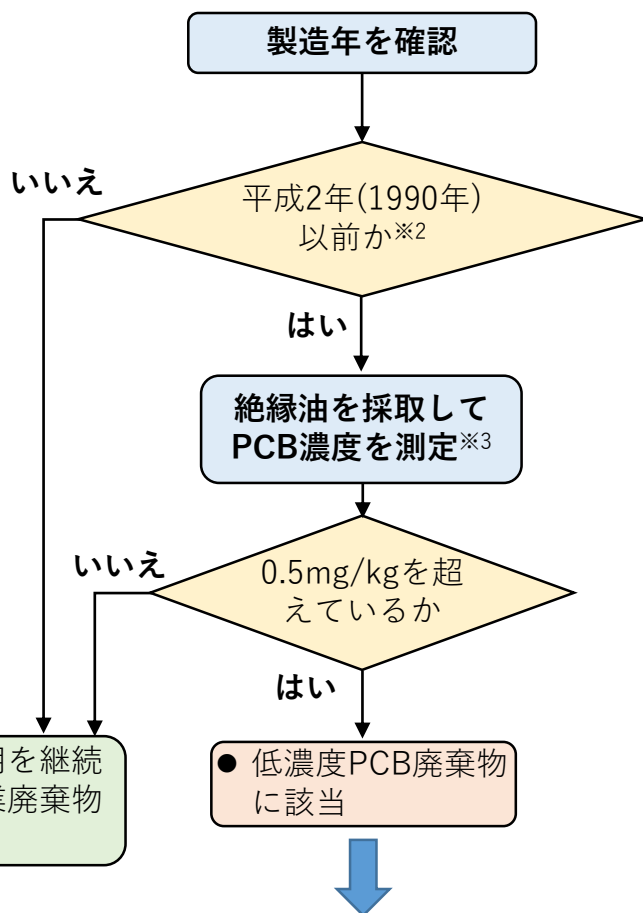 製造年を確認
いいえ
平成2年(1990年)
以前か※2
はい
絶縁油を採取して
PCB濃度を測定※3
いいえ
0.5mg/kgを超
えているか
はい
を継続
廃棄物
● 低濃度PCB廃棄物
に該当